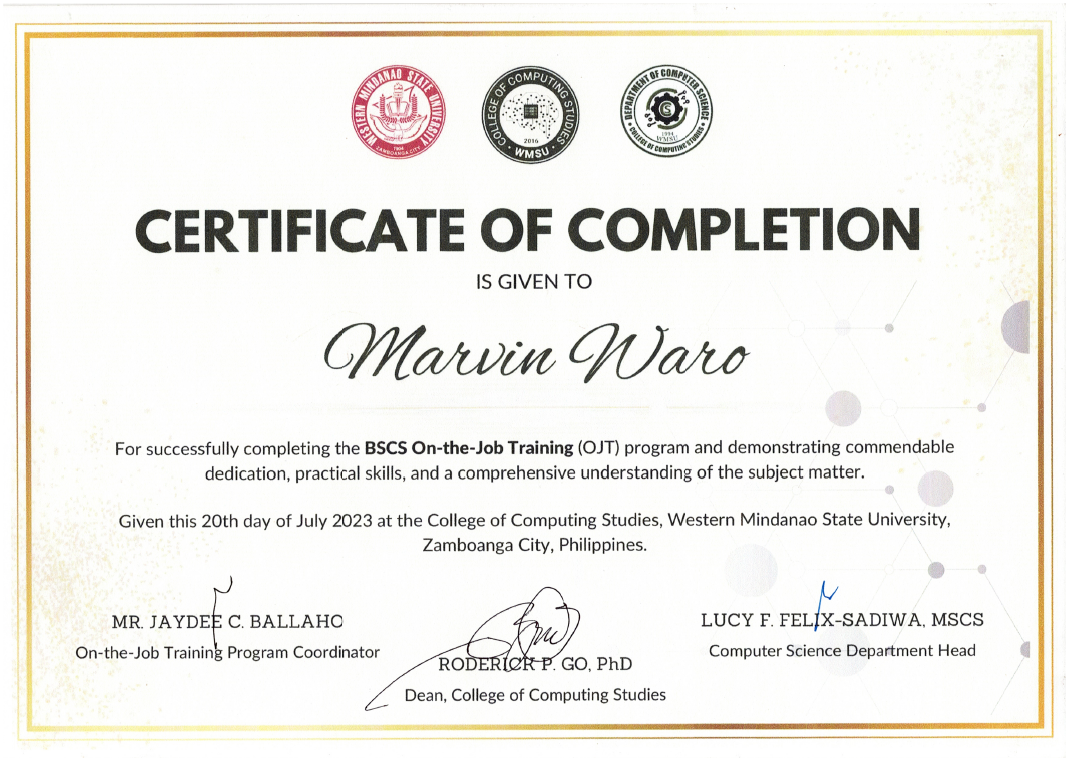 WESTERN MINDANAO STATE UNIVERSITY
1904
ZAMBOANGA CITY
COLLEGE OF COMPUTING STUDIES
2016
WMSU
DEPARTMENT OF COMPUTER SCIENCE
CS
1994
WMSU
COLLEGE OF COMPUTING STUDIES
CERTIFICATE OF COMPLETION
IS GIVEN TO
Marvin Waro
For successfully completing the BSCS On-the-Job Training (OJT) program and demonstrating commendable
dedication, practical skills, and a comprehensive understanding of the subject matter.
Given this 20th day of July 2023 at the College of Computing Studies, Western Mindanao State University,
Zamboanga City, Philippines.
MR. JAYDEE C. BALLAHO
On-the-Job Training Program Coordinator
RODERICK P. GO, PhD
Dean, College of Computing Studies
LUCY F. FELIX-SADIWA, MSCS
Computer Science Department Head